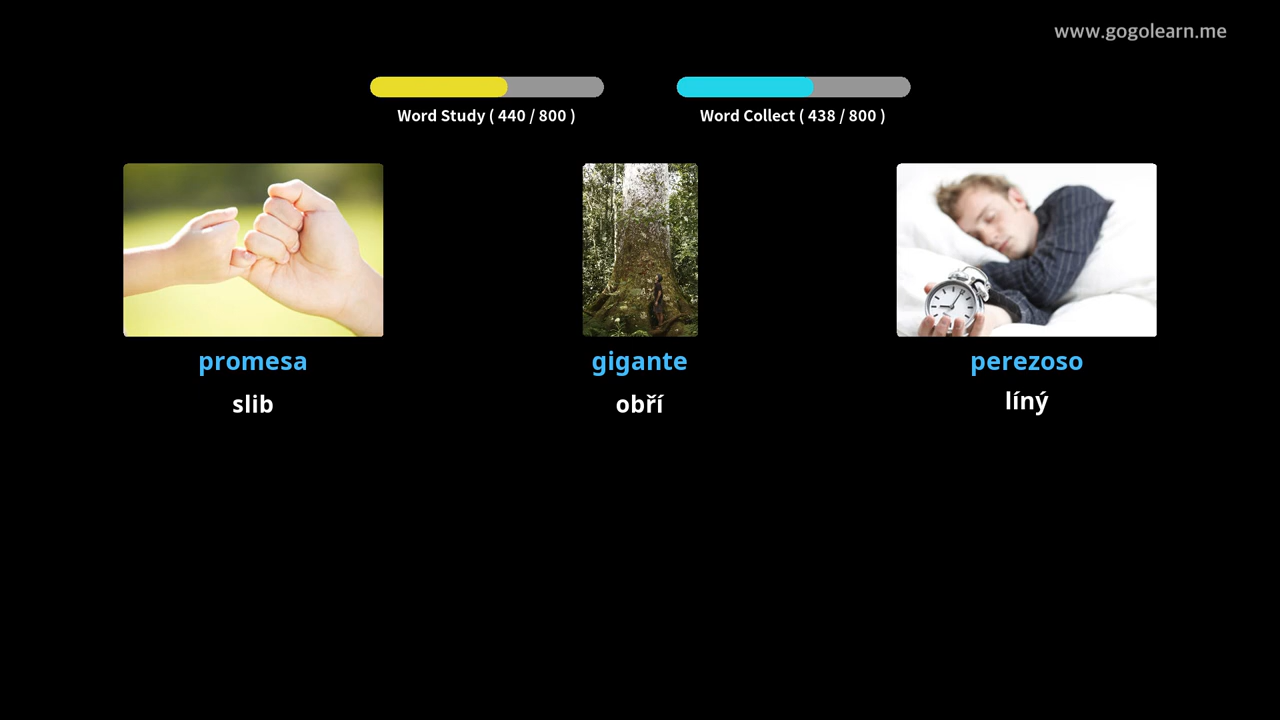 www.gogolearn.me
Word Study ( 440 / 800 )
Word Collect ( 438 / 800 )
promesa
gigante
perezoso
slib
obří
líný